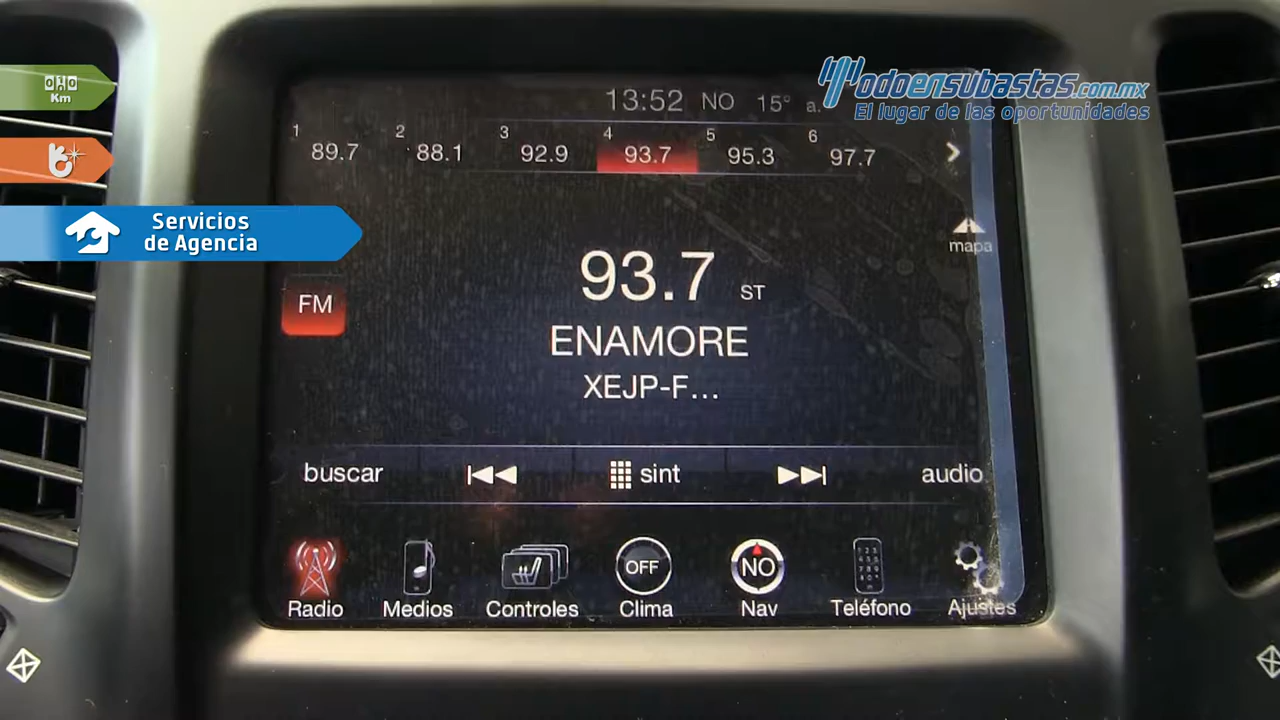 010
Km
Servicios
de Agencia
Todoensubastas.com.mx
El lugar de las oportunidades
13:52 NO 15° a.
1 2 3 4 5 6
89.7 88.1 92.9 93.7 95.3 97.7
mapa
93.7 ST
FM
ENAMORE
XEJP-F...
buscar sint audio
OFF NO
Radio Medios Controles Clima Nav Teléfono Ajustes